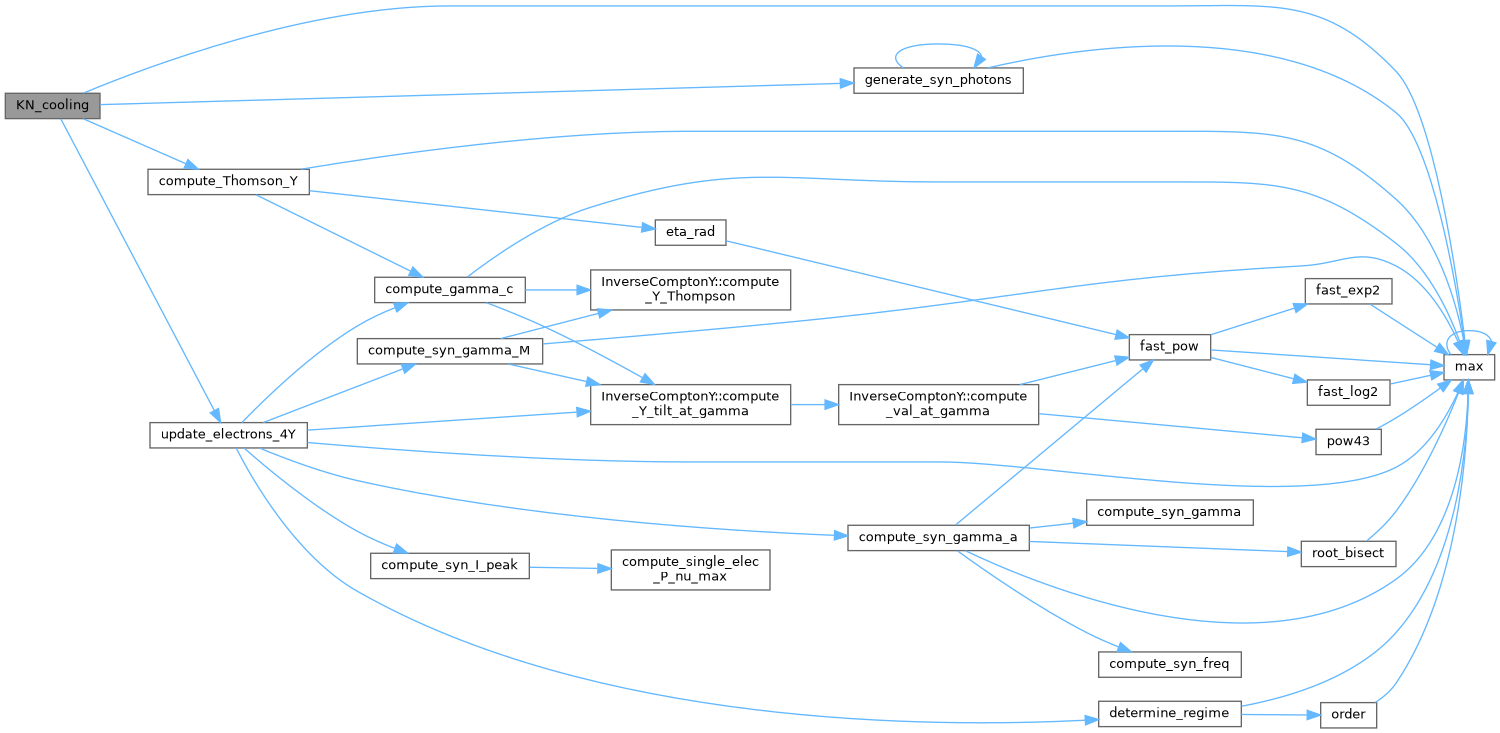 KN_cooling
generate_syn_photons
compute_Thomson_Y
eta_rad
compute_gamma_c
InverseComptonY::compute
_Y_Thompson
fast_exp2
compute_syn_gamma_M
fast_pow
max
InverseComptonY::compute
_Y_tilt_at_gamma
InverseComptonY::compute
_val_at_gamma
fast_log2
update_electrons_4Y
pow43
compute_syn_gamma
compute_syn_gamma_a
root_bisect
compute_syn_I_peak
compute_single_elec
_P_nu_max
compute_syn_freq
determine_regime
order